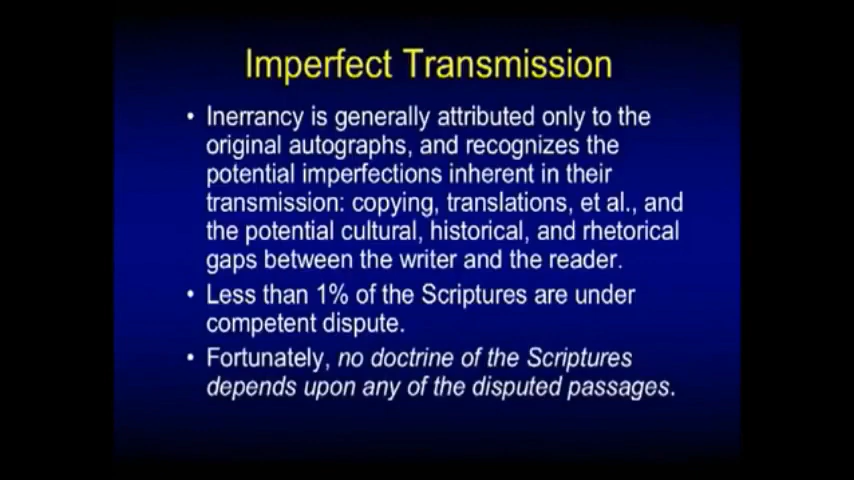 Imperfect Transmission
• Inerrancy is generally attributed only to the
original autographs, and recognizes the
potential imperfections inherent in their
transmission: copying, translations, et al., and
the potential cultural, historical, and rhetorical
gaps between the writer and the reader.
• Less than 1% of the Scriptures are under
competent dispute.
• Fortunately, no doctrine of the Scriptures
depends upon any of the disputed passages.